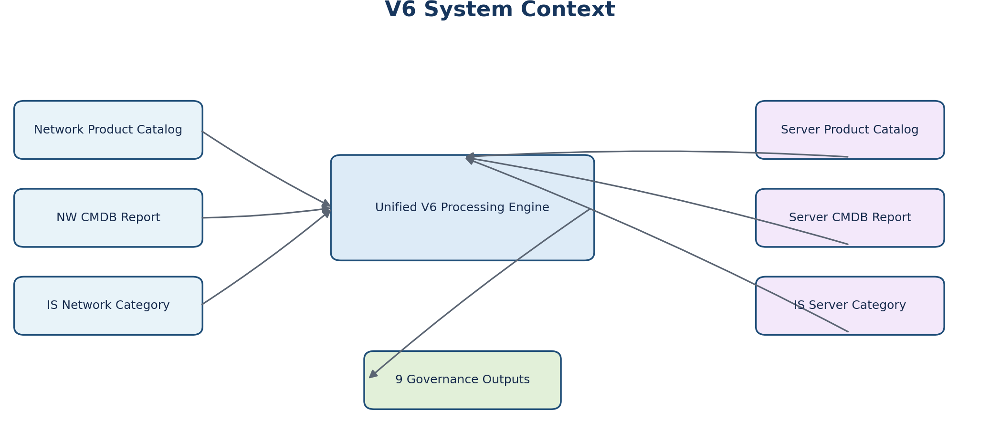 V6 System Context
Network Product Catalog
NW CMDB Report
IS Network Category
Unified V6 Processing Engine
9 Governance Outputs
Server Product Catalog
Server CMDB Report
IS Server Category